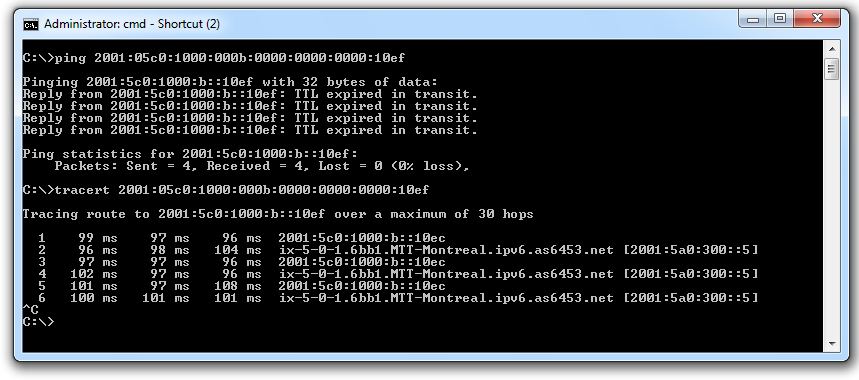 Administrator: cmd - Shortcut (2)
C:\>ping 2001:05c0:1000:000b:0000:0000:0000:10ef
Pinging 2001:5c0:1000:b::10ef with 32 bytes of data:
Reply from 2001:5c0:1000:b::10ef: TTL expired in transit.
Reply from 2001:5c0:1000:b::10ef: TTL expired in transit.
Reply from 2001:5c0:1000:b::10ef: TTL expired in transit.
Reply from 2001:5c0:1000:b::10ef: TTL expired in transit.
Ping statistics for 2001:5c0:1000:b::10ef:
    Packets: Sent = 4, Received = 4, Lost = 0 (0% loss),
C:\>tracert 2001:05c0:1000:000b:0000:0000:0000:10ef
Tracing route to 2001:5c0:1000:b::10ef over a maximum of 30 hops
  1    99 ms    97 ms    96 ms  2001:5c0:1000:b::10ec
  2    96 ms    98 ms   104 ms  ix-5-0-1.6bb1.MTT-Montreal.ipv6.as6453.net [2001:5a0:300::5]
  3    97 ms    97 ms    96 ms  2001:5c0:1000:b::10ec
  4   102 ms    97 ms    96 ms  ix-5-0-1.6bb1.MTT-Montreal.ipv6.as6453.net [2001:5a0:300::5]
  5   101 ms    97 ms   108 ms  2001:5c0:1000:b::10ec
  6   100 ms   101 ms   101 ms  ix-5-0-1.6bb1.MTT-Montreal.ipv6.as6453.net [2001:5a0:300::5]
^C
C:\>